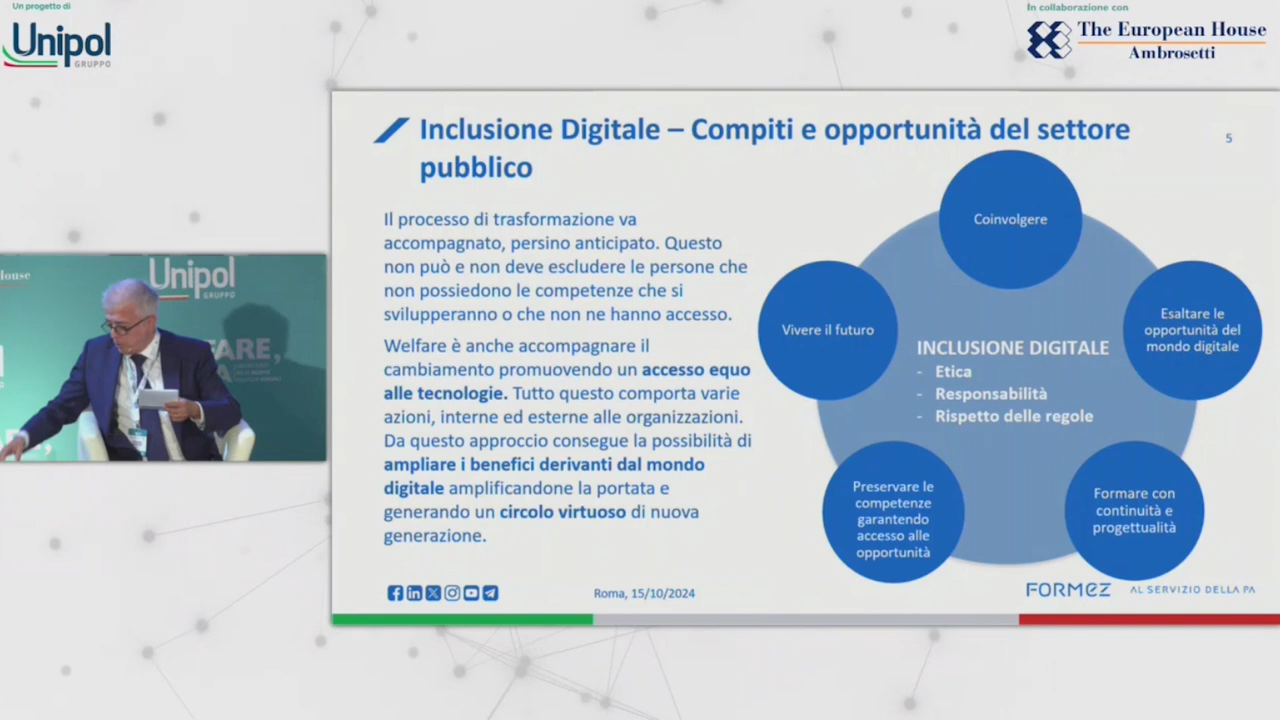 Un progetto di
Unipol
GRUPPO
In collaborazione con
The European House
Ambrosetti
Inclusione Digitale – Compiti e opportunità del settore
pubblico
5
Il processo di trasformazione va
accompagnato, persino anticipato. Questo
non può e non deve escludere le persone che
non possiedono le competenze che si
svilupperanno o che non ne hanno accesso.
Welfare è anche accompagnare il
cambiamento promuovendo un accesso equo
alle tecnologie. Tutto questo comporta varie
azioni, interne ed esterne alle organizzazioni.
Da questo approccio consegue la possibilità di
ampliare i benefici derivanti dal mondo
digitale amplificandone la portata e
generando un circolo virtuoso di nuova
generazione.
Coinvolgere
Vivere il futuro
Esaltare le
opportunità del
mondo digitale
INCLUSIONE DIGITALE
- Etica
- Responsabilità
- Rispetto delle regole
Preservare le
competenze
garantendo
accesso alle
opportunità
Formare con
continuità e
progettualità
Roma, 15/10/2024
FORMEZ
AL SERVIZIO DELLA PA
Unipol
GRUPPO